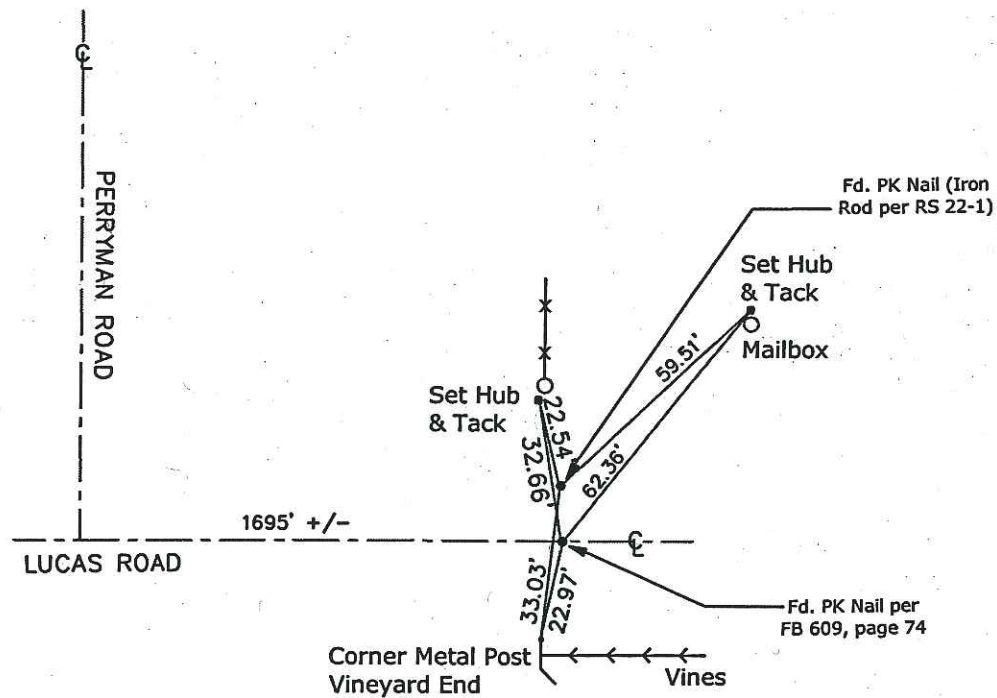 ℄
PERRYMAN ROAD
Fd. PK Nail (Iron
Rod per RS 22-1)
Set Hub
& Tack
Mailbox
59.51'
62.36'
Set Hub
& Tack
22.54'
32.66'
1695' +/-
℄
LUCAS ROAD
33.03'
22.97'
Fd. PK Nail per
FB 609, page 74
Corner Metal Post
Vineyard End
Vines